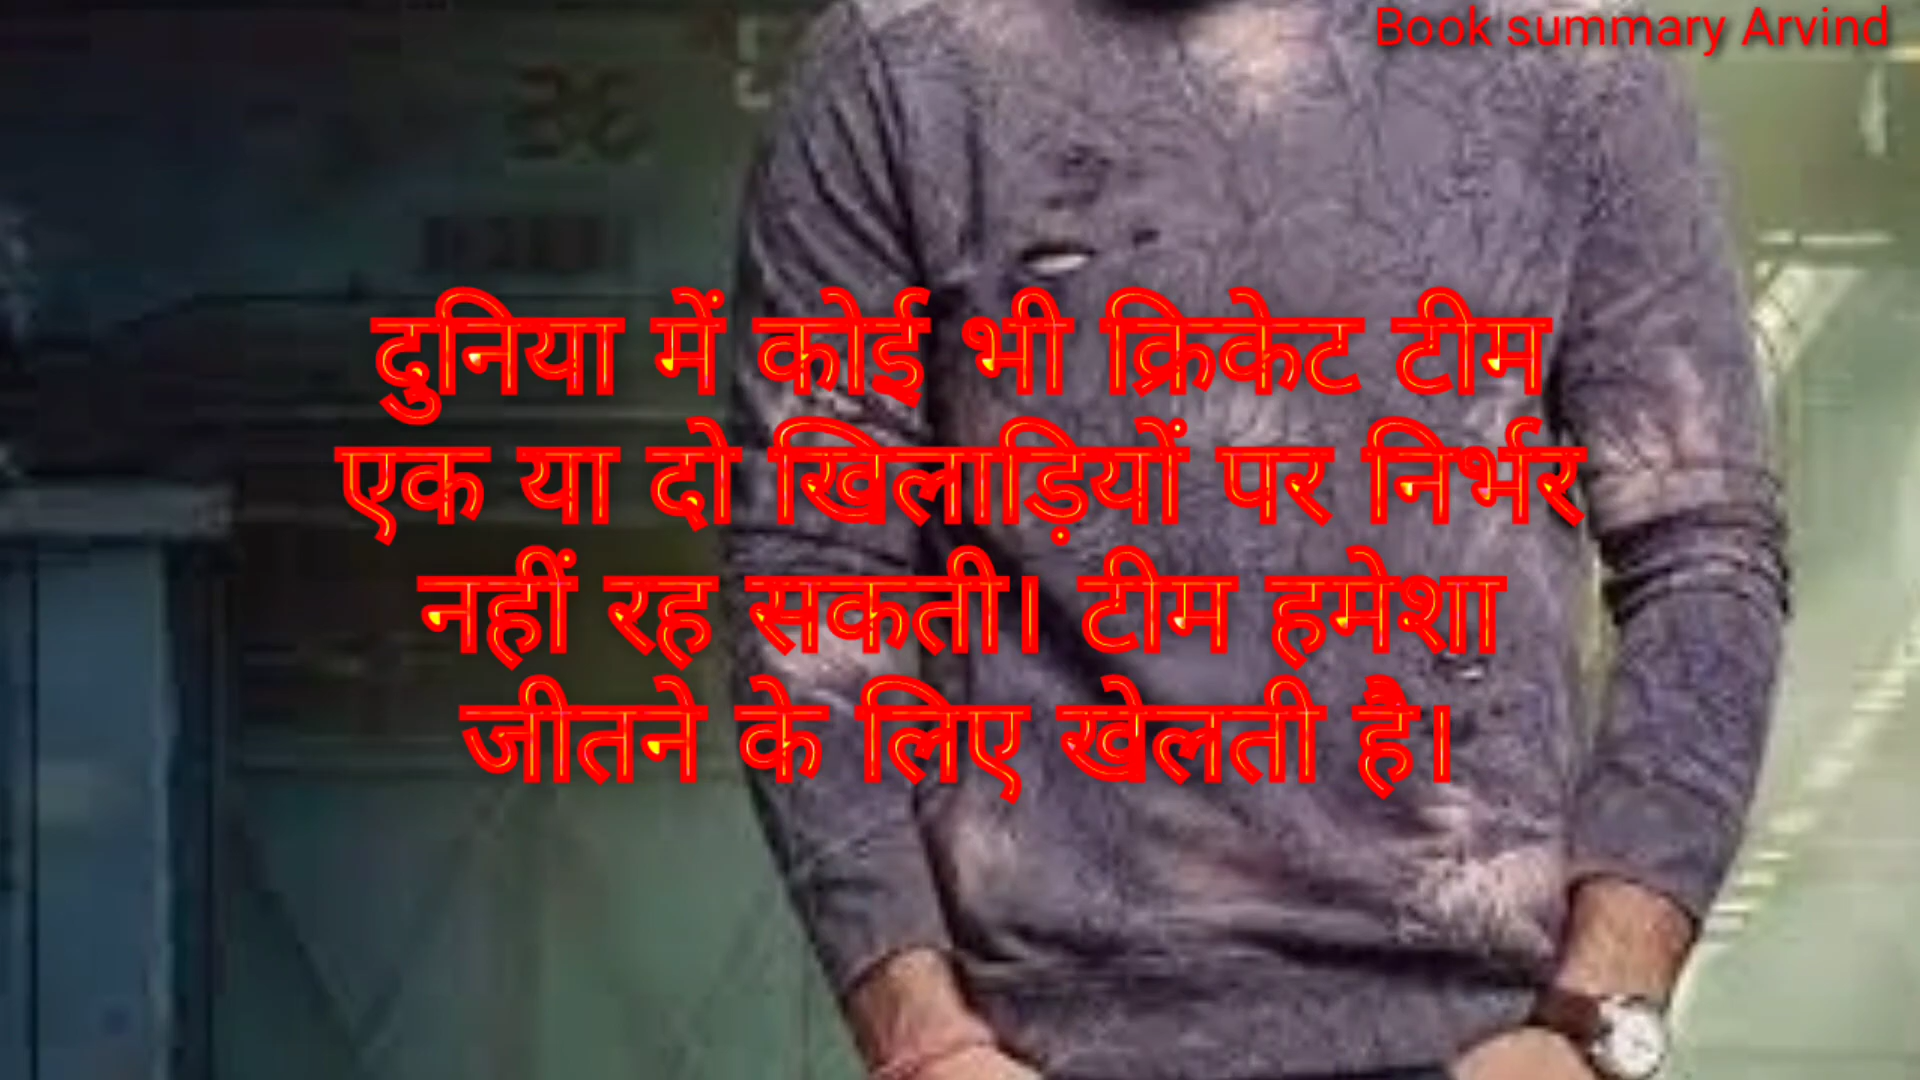 Book summary Arvind
दुनिया में कोई भी क्रिकेट टीम
एक या दो खिलाड़ियों पर निर्भर
नहीं रह सकती। टीम हमेशा
जीतने के लिए खेलती है।